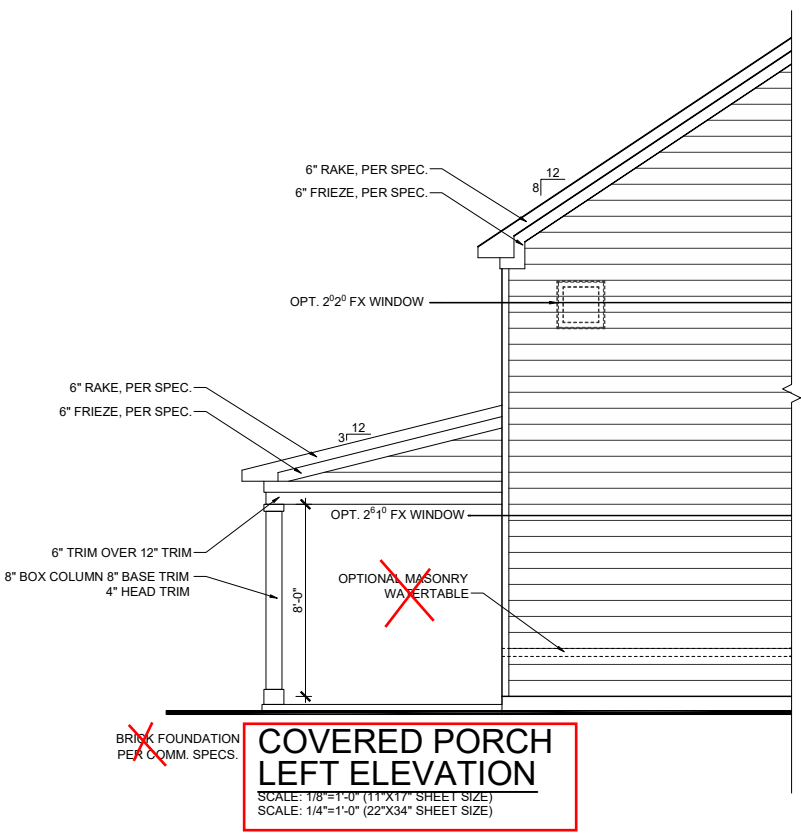 6" RAKE, PER SPEC.
12
8
6" FRIEZE, PER SPEC.
OPT. 2⁰2⁰ FX WINDOW
6" RAKE, PER SPEC.
6" FRIEZE, PER SPEC.
12
3
OPT. 2⁶1⁰ FX WINDOW
6" TRIM OVER 12" TRIM
8" BOX COLUMN 8" BASE TRIM
4" HEAD TRIM
8'-0"
OPTIONAL MASONRY
WATERTABLE
BRICK FOUNDATION
PER COMM. SPECS.
COVERED PORCH
LEFT ELEVATION
SCALE: 1/8"=1'-0" (11"X17" SHEET SIZE)
SCALE: 1/4"=1'-0" (22"X34" SHEET SIZE)